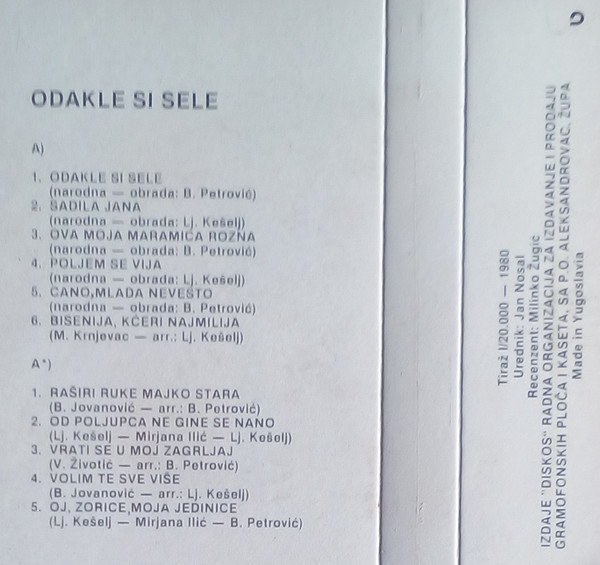 ODAKLE SI SELE
A)
1. ODAKLE SI SELE
(narodna — obrada: B. Petrović)
2. SADILA JANA
(narodna — obrada: Lj. Kešelj)
3. OVA MOJA MARAMIĆA ROZNA
(narodna — obrada: B. Petrović)
4. POLJEM SE VIJA
(narodna — obrada: Lj. Kešelj)
5. CANO,MLADA NEVESTO
(narodna — obrada: B. Petrović)
6. BISENIJA, KĆERI NAJMILIJA
(M. Krnjevac — arr.: Lj. Kešelj)
A*)
1. RAŠIRI RUKE MAJKO STARA
(B. Jovanović — arr.: B. Petrović)
2. OD POLJUPCA NE GINE SE NANO
(Lj. Kešelj — Mirjana Ilić — Lj. Kešelj)
3. VRATI SE U MOJ ZAGRLJAJ
(V. Životić — arr.: B. Petrović)
4. VOLIM TE SVE VIŠE
(B. Jovanović — arr.: Lj. Kešelj)
5. OJ, ZORICE,MOJA JEDINICE
(Lj. Kešelj — Mirjana Ilić — B. Petrović)
Tiraž I/20.000 — 1980
Urednik: Jan Nosal
Recenzent: Milinko Žugić
IZDAJE "DISKOS" RADNA ORGANIZACIJA ZA IZDAVANJE I PRODAJU
GRAMOFONSKIH PLOČA I KASETA, SA P.O. ALEKSANDROVAC, ŽUPA
Made in Yugoslavia